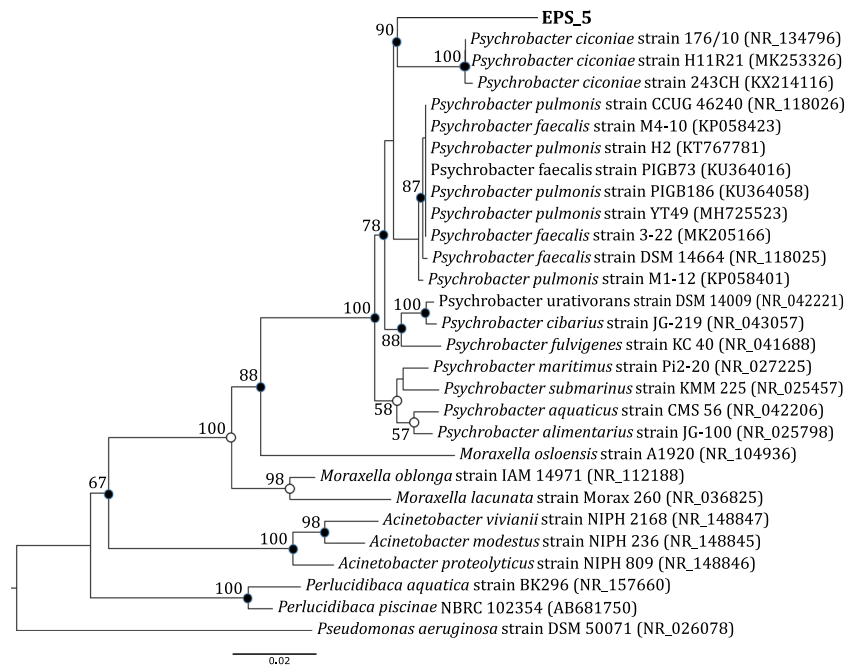 EPS_5
90
Psychrobacter ciconiae strain 176/10 (NR_134796)
100
Psychrobacter ciconiae strain H11R21 (MK253326)
Psychrobacter ciconiae strain 243CH (KX214116)
Psychrobacter pulmonis strain CCUG 46240 (NR_118026)
Psychrobacter faecalis strain M4-10 (KP058423)
Psychrobacter pulmonis strain H2 (KT767781)
Psychrobacter faecalis strain PIGB73 (KU364016)
87
Psychrobacter pulmonis strain PIGB186 (KU364058)
Psychrobacter pulmonis strain YT49 (MH725523)
78
Psychrobacter faecalis strain 3-22 (MK205166)
Psychrobacter faecalis strain DSM 14664 (NR_118025)
Psychrobacter pulmonis strain M1-12 (KP058401)
100
100
Psychrobacter urativorans strain DSM 14009 (NR_042221)
Psychrobacter cibarius strain JG-219 (NR_043057)
88
Psychrobacter fulvigenes strain KC 40 (NR_041688)
Psychrobacter maritimus strain Pi2-20 (NR_027225)
88
Psychrobacter submarinus strain KMM 225 (NR_025457)
58
Psychrobacter aquaticus strain CMS 56 (NR_042206)
100
57
Psychrobacter alimentarius strain JG-100 (NR_025798)
Moraxella osloensis strain A1920 (NR_104936)
98
Moraxella oblonga strain IAM 14971 (NR_112188)
67
Moraxella lacunata strain Morax 260 (NR_036825)
98
Acinetobacter vivianii strain NIPH 2168 (NR_148847)
100
Acinetobacter modestus strain NIPH 236 (NR_148845)
Acinetobacter proteolyticus strain NIPH 809 (NR_148846)
100
Perlucidibaca aquatica strain BK296 (NR_157660)
Perlucidibaca piscinae NBRC 102354 (AB681750)
Pseudomonas aeruginosa strain DSM 50071 (NR_026078)
0.02